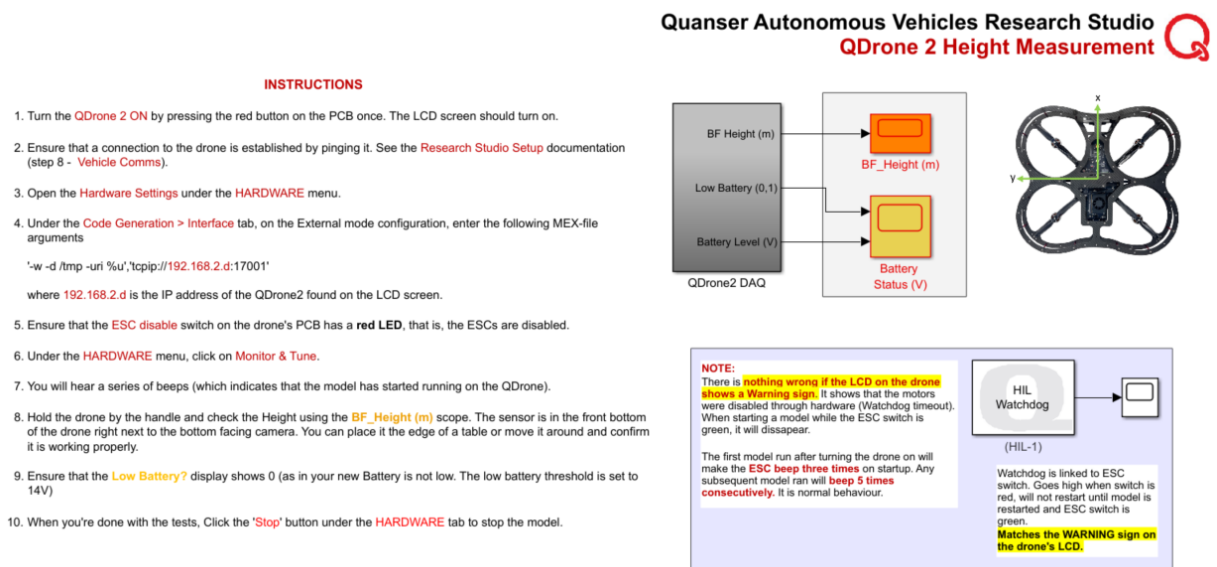 Quanser Autonomous Vehicles Research Studio
QDrone 2 Height Measurement
INSTRUCTIONS
1. Turn the QDrone 2 ON by pressing the red button on the PCB once. The LCD screen should turn on.
2. Ensure that a connection to the drone is established by pinging it. See the Research Studio Setup documentation
(step 8 - Vehicle Comms).
3. Open the Hardware Settings under the HARDWARE menu.
4. Under the Code Generation > Interface tab, on the External mode configuration, enter the following MEX-file
arguments
'-w -d /tmp -uri %u','tcpip://192.168.2.d:17001'
where 192.168.2.d is the IP address of the QDrone2 found on the LCD screen.
5. Ensure that the ESC disable switch on the drone's PCB has a red LED, that is, the ESCs are disabled.
6. Under the HARDWARE menu, click on Monitor & Tune.
7. You will hear a series of beeps (which indicates that the model has started running on the QDrone).
8. Hold the drone by the handle and check the Height using the BF_Height (m) scope. The sensor is in the front bottom
of the drone right next to the bottom facing camera. You can place it the edge of a table or move it around and confirm
it is working properly.
9. Ensure that the Low Battery? display shows 0 (as in your new Battery is not low. The low battery threshold is set to
14V)
10. When you're done with the tests, Click the 'Stop' button under the HARDWARE tab to stop the model.
BF Height (m)
Low Battery (0,1)
Battery Level (V)
QDrone2 DAQ
BF_Height (m)
Battery
Status (V)
x
Y
NOTE:
There is nothing wrong if the LCD on the drone
shows a Warning sign. It shows that the motors
were disabled through hardware (Watchdog timeout).
When starting a model while the ESC switch is
green, it will dissapear.
The first model run after turning the drone on will
make the ESC beep three times on startup. Any
subsequent model ran will beep 5 times
consecutively. It is normal behaviour.
HIL
Watchdog
(HIL-1)
Watchdog is linked to ESC
switch. Goes high when switch is
red, will not restart until model is
restarted and ESC switch is
green.
Matches the WARNING sign on
the drone's LCD.